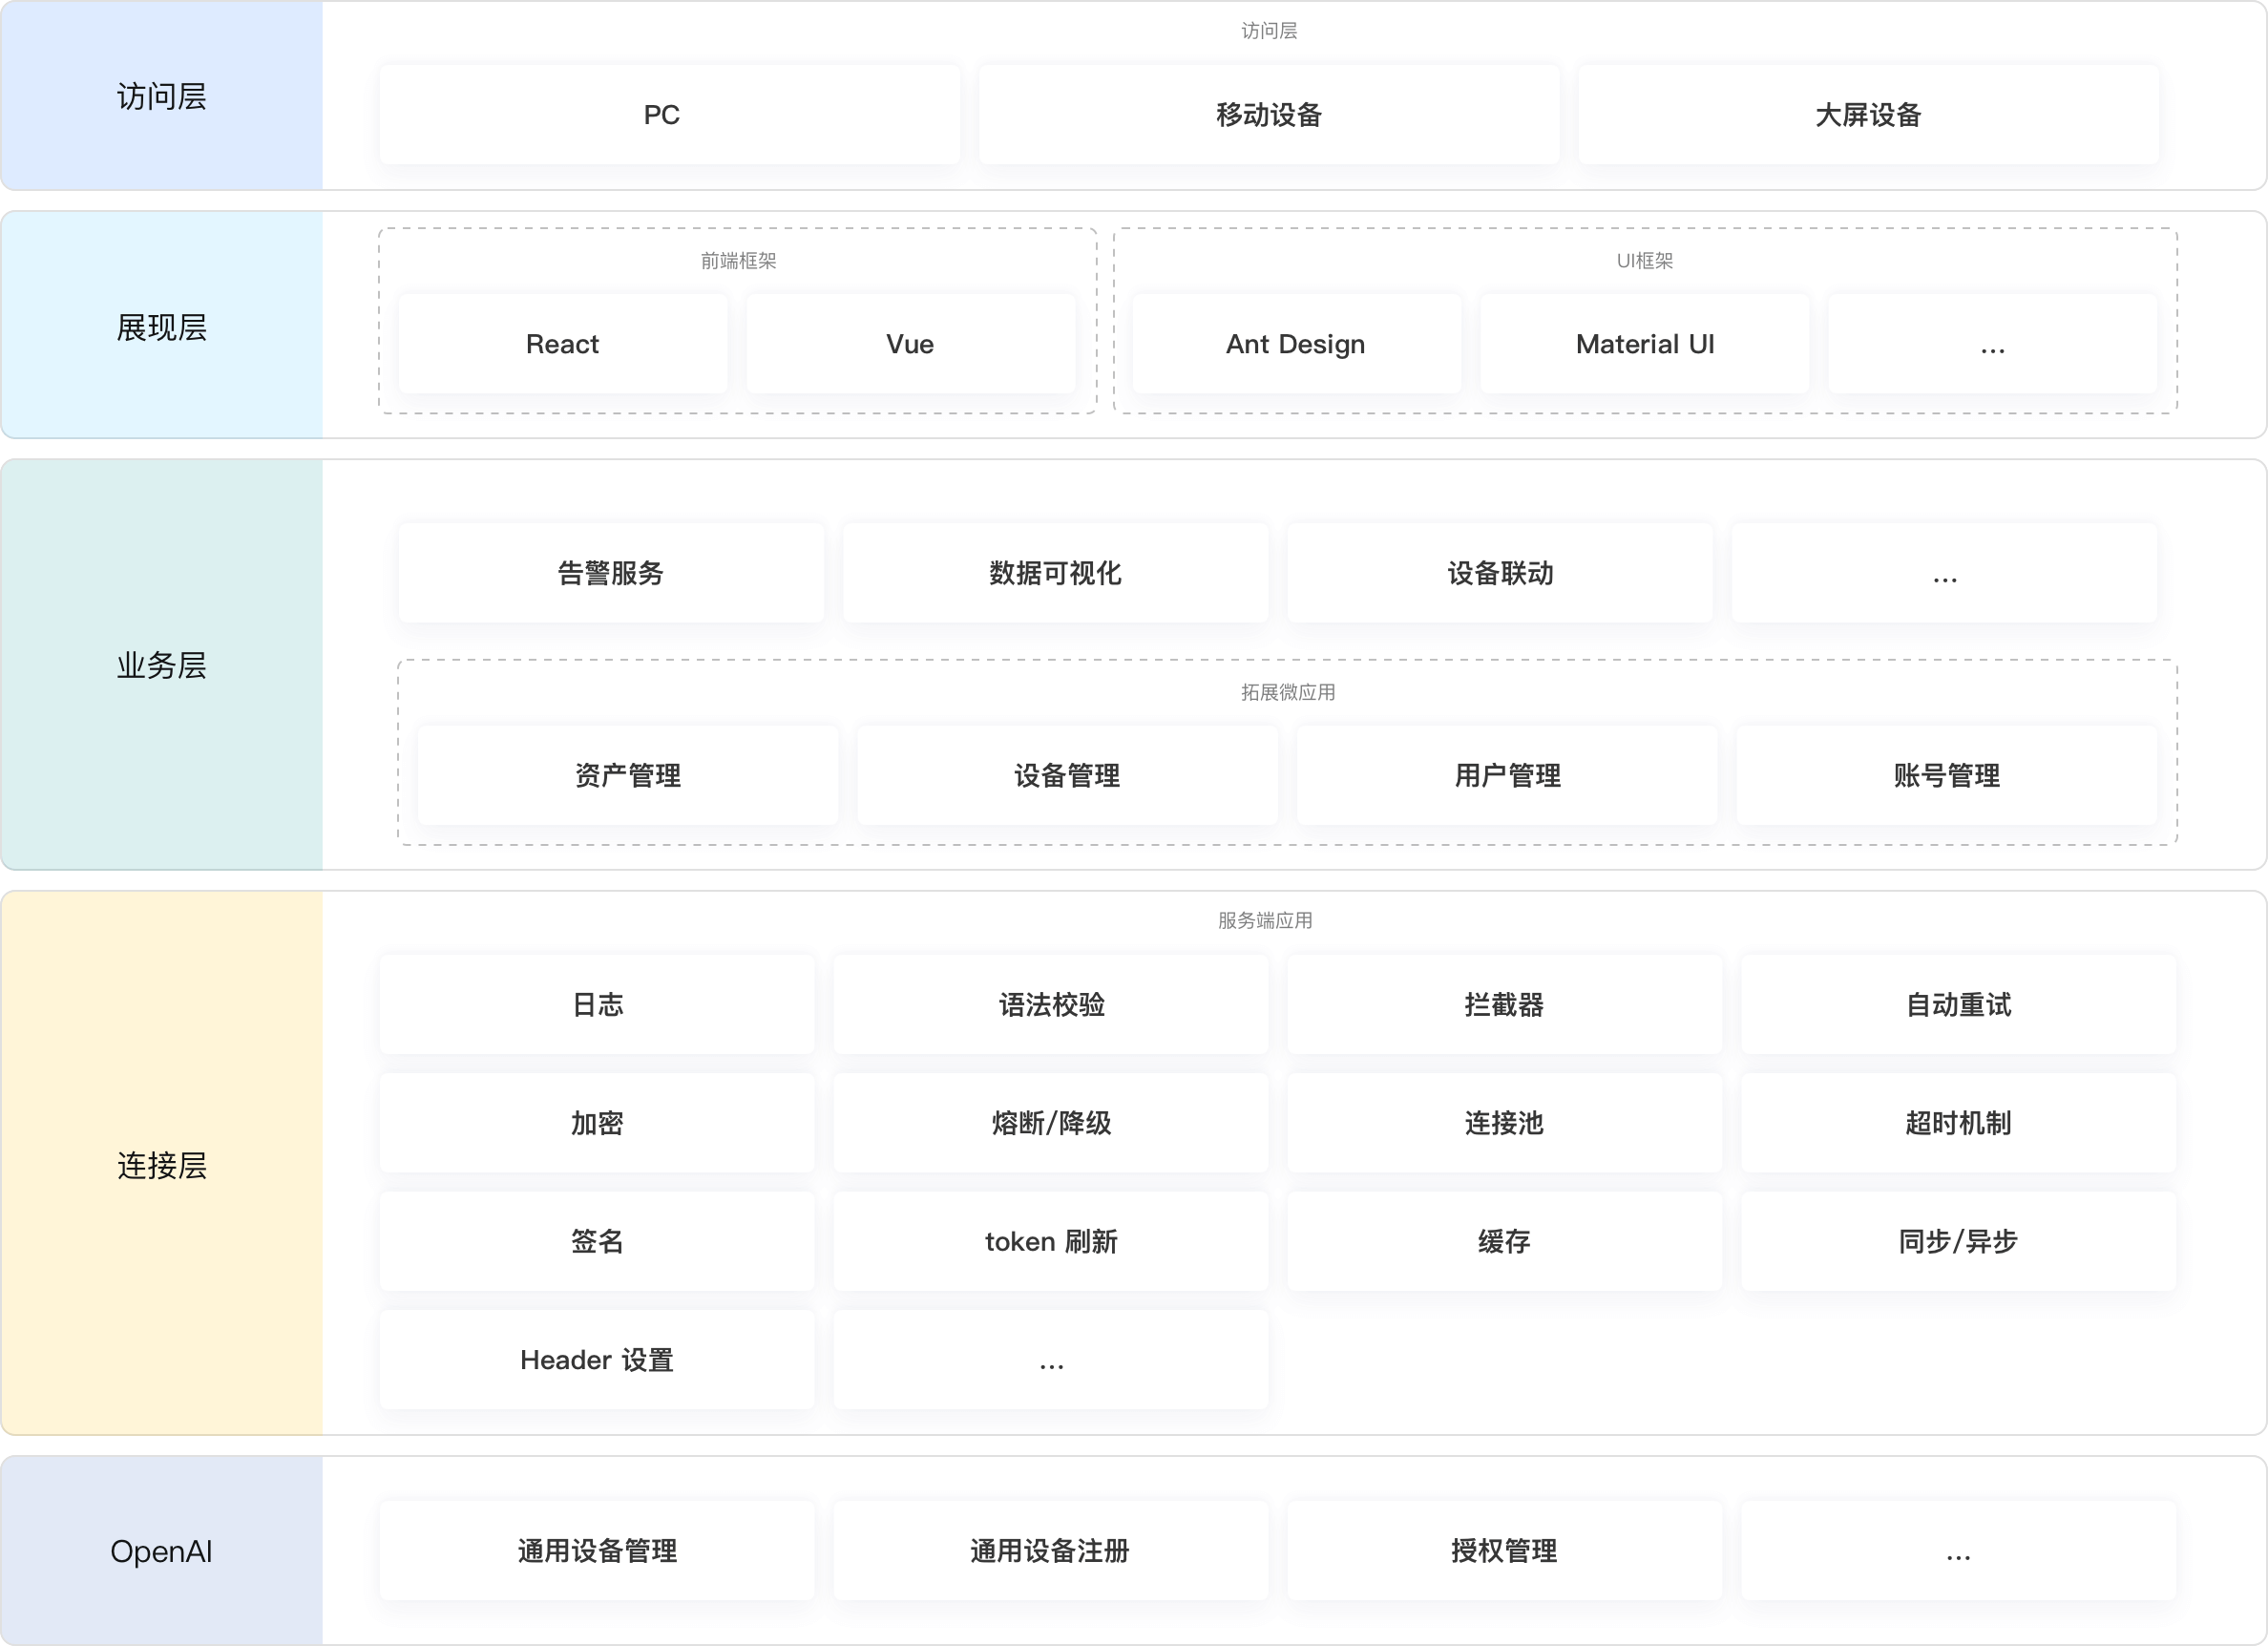 访问层
访问层
PC
移动设备
大屏设备
展现层
前端框架
React
Vue
UI框架
Ant Design
Material UI
...
业务层
告警服务
数据可视化
设备联动
...
拓展微应用
资产管理
设备管理
用户管理
账号管理
连接层
服务端应用
日志
语法校验
拦截器
自动重试
加密
熔断/降级
连接池
超时机制
签名
token 刷新
缓存
同步/异步
Header 设置
...
OpenAI
通用设备管理
通用设备注册
授权管理
...